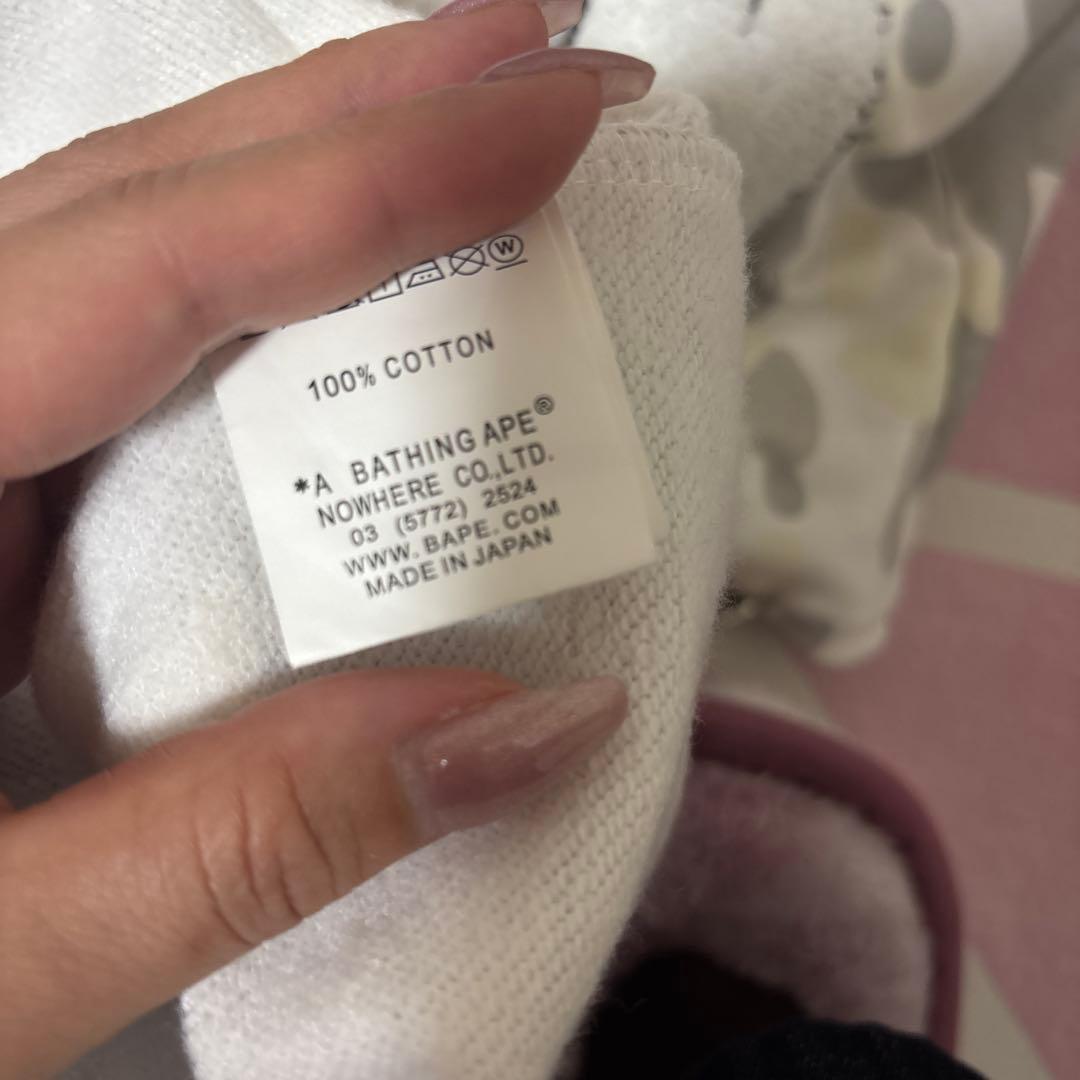 W
100% COTTON
*A BATHING APE®
NOWHERE CO.,LTD.
03 (5772) 2524
WWW.BAPE.COM
MADE IN JAPAN